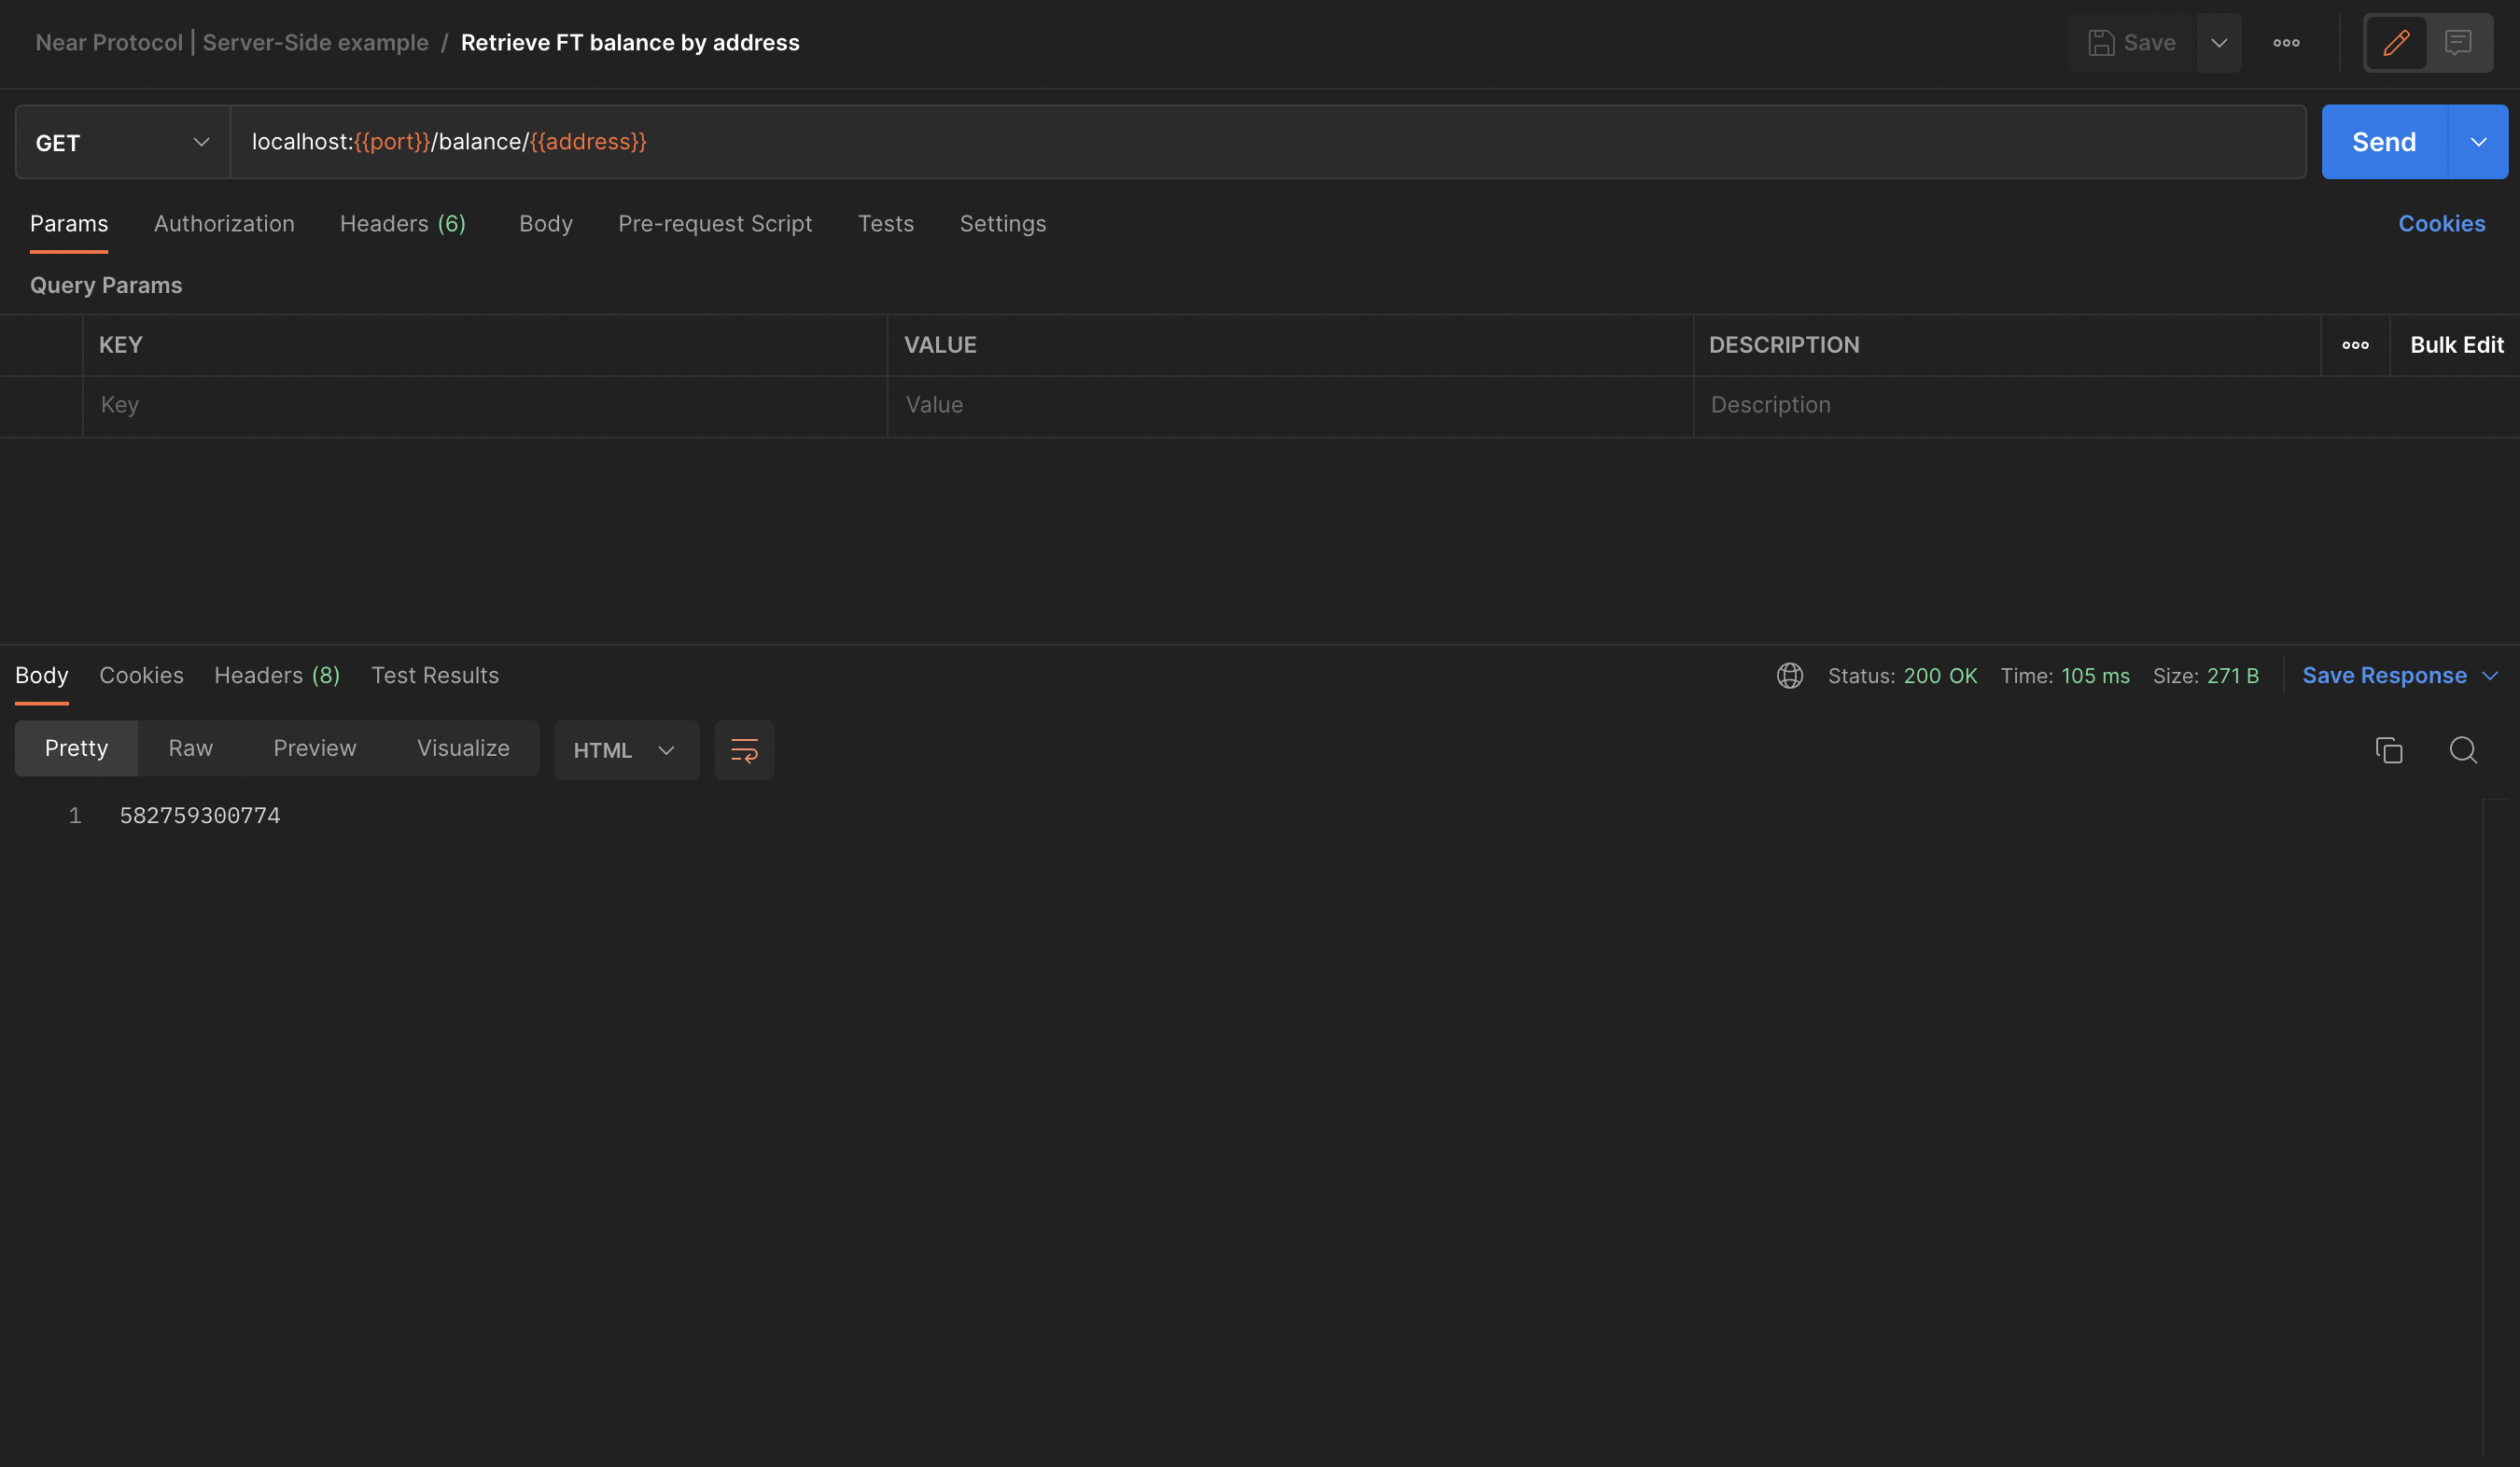 Near Protocol | Server-Side example / Retrieve FT balance by address
Save
GET
localhost:{{port}}/balance/{{address}}
Send
Params Authorization Headers (6) Body Pre-request Script Tests Settings Cookies
Query Params
KEY VALUE DESCRIPTION Bulk Edit
Key Value Description
Body Cookies Headers (8) Test Results Status: 200 OK Time: 105 ms Size: 271 B Save Response
Pretty Raw Preview Visualize HTML
1 582759300774